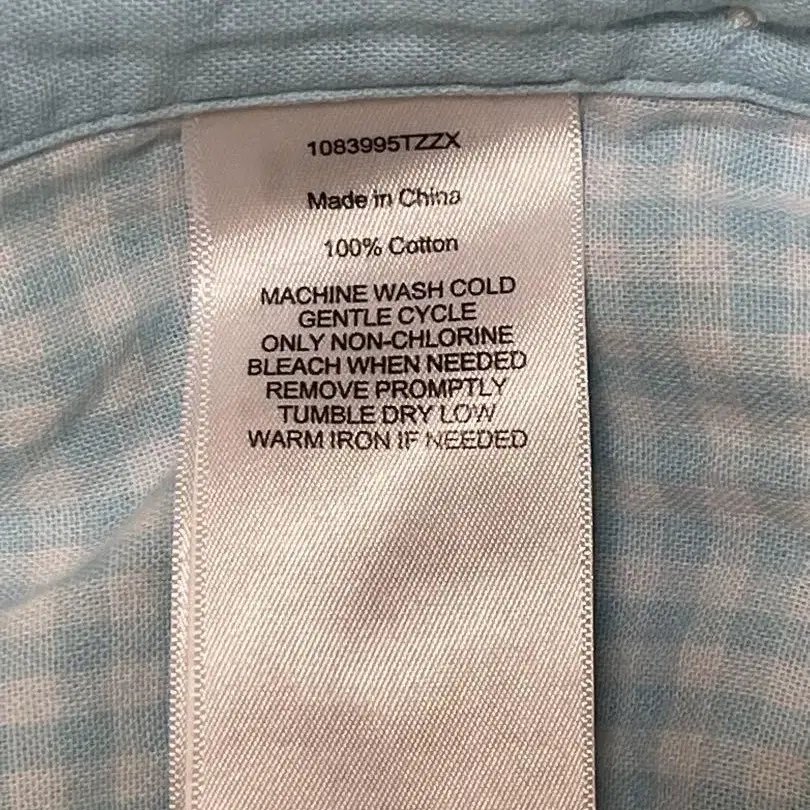 1083995TZZX
Made in China
100% Cotton
MACHINE WASH COLD
GENTLE CYCLE
ONLY NON-CHLORINE
BLEACH WHEN NEEDED
REMOVE PROMPTLY
TUMBLE DRY LOW
WARM IRON IF NEEDED